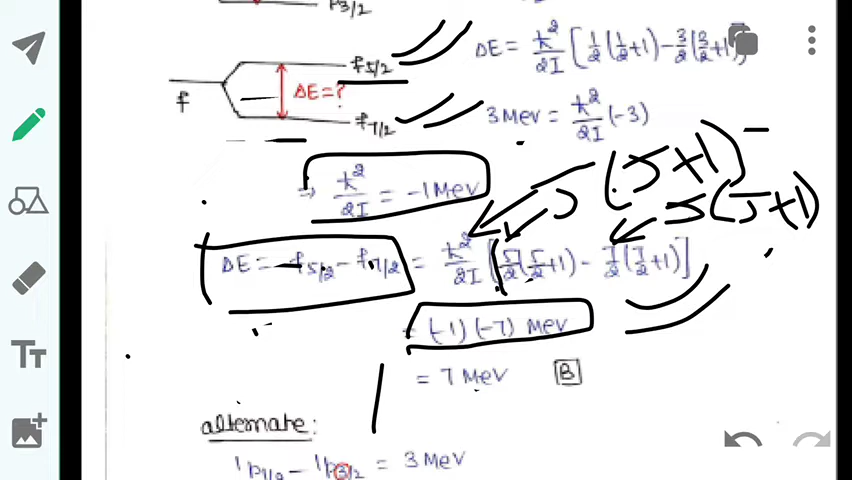 P3/2
ΔE = ħ²/2I [1/2(1/2+1) − 3/2(3/2+1)]
f5/2
f ΔE=?
f7/2
3 MeV = ħ²/2I (−3)
⇒ ħ²/2I = −1 MeV
J(J+1) −
J(J+1)
ΔE = f5/2 − f7/2 = ħ²/2I [5/2(5/2+1) − 7/2(7/2+1)]
= (−1)(−7) MeV
= 7 MeV B
alternate:
1p1/2 − 1p3/2 = 3 MeV